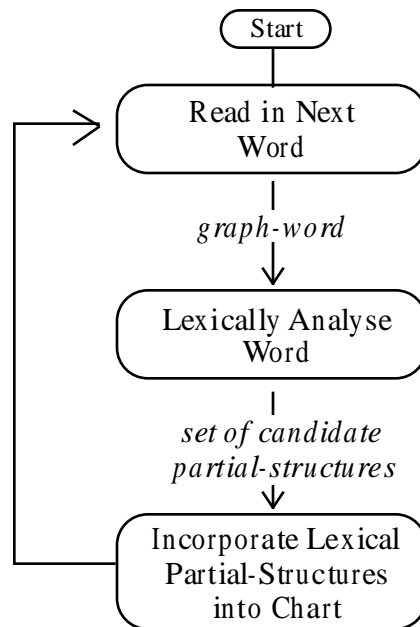 Start
Read in Next
Word
graph-word
Lexically Analyse
Word
set of candidate
partial-structures
Incorporate Lexical
Partial-Structures
into Chart